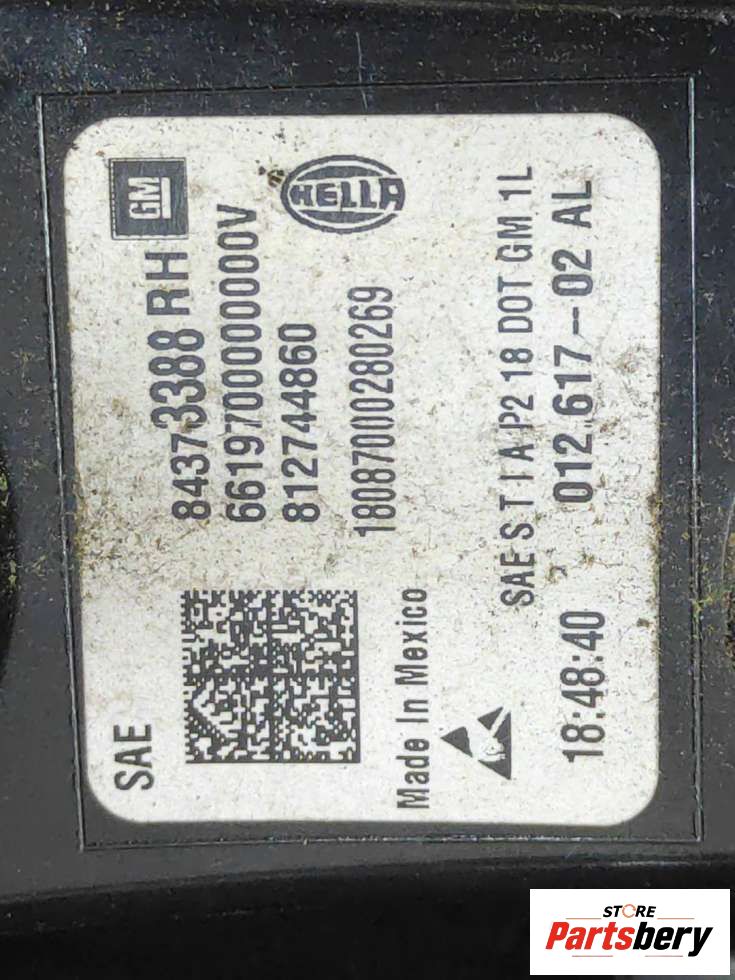 SAE
GM
HELLA
84373388 RH
66197000000000V
812744860
18087000280269
Made In Mexico
SAE S T I A P2 18 DOT GM 1L
18:48:40
012.617-02 AL
STORE
Partsbery